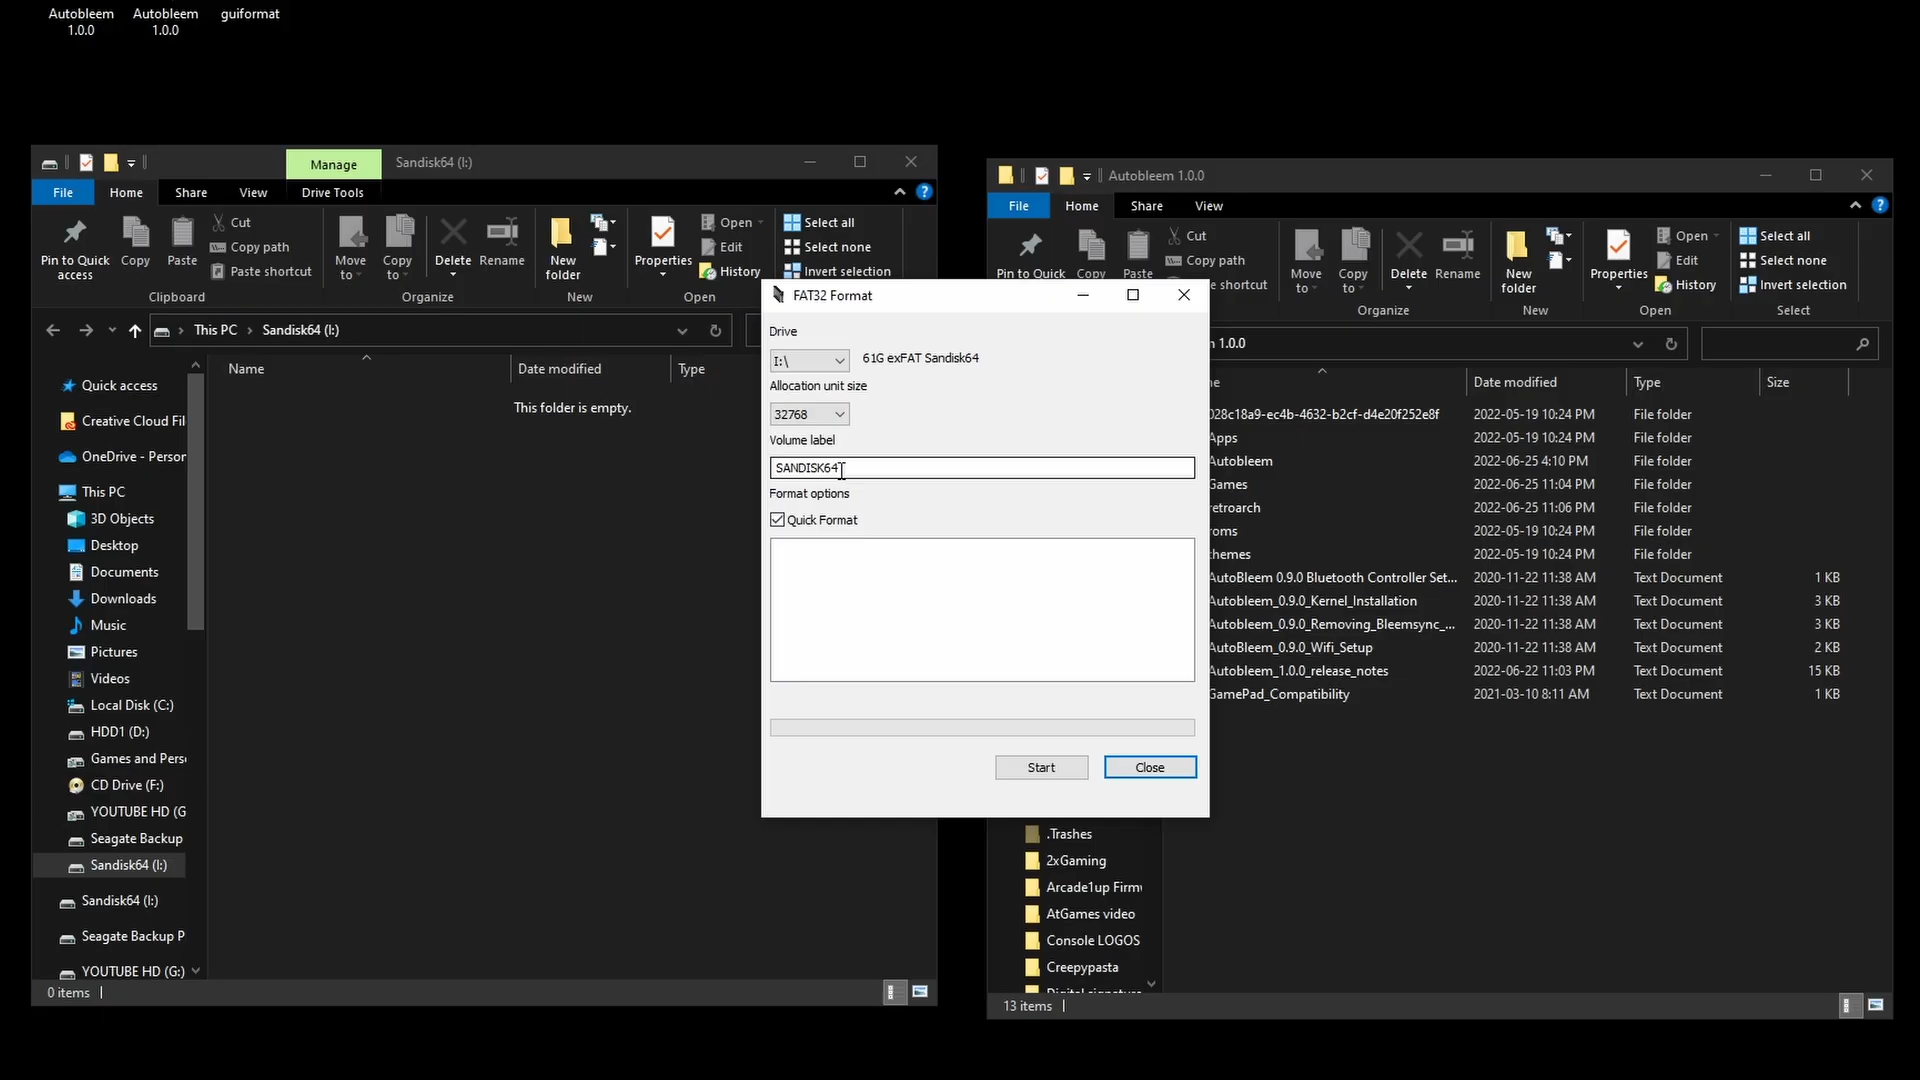 Autobleem
1.0.0
Autobleem
1.0.0
guiformat
Manage
Sandisk64 (I:)
File
Home
Share
View
Drive Tools
Pin to Quick
access
Copy
Paste
Cut
Copy path
Paste shortcut
Clipboard
Move
to
Copy
to
Delete
Rename
Organize
New
folder
New
Properties
Open
Edit
History
Open
Select all
Select none
Invert selection
This PC
Sandisk64 (I:)
Name
Date modified
Type
This folder is empty.
Quick access
Creative Cloud Fil
OneDrive - Person
This PC
3D Objects
Desktop
Documents
Downloads
Music
Pictures
Videos
Local Disk (C:)
HDD1 (D:)
Games and Perso
CD Drive (F:)
YOUTUBE HD (G
Seagate Backup
Sandisk64 (I:)
Sandisk64 (I:)
Seagate Backup P
YOUTUBE HD (G:)
0 items
FAT32 Format
Drive
I:\
61G exFAT Sandisk64
Allocation unit size
32768
Volume label
SANDISK64
Format options
Quick Format
Start
Close
Autobleem 1.0.0
File
Home
Share
View
Pin to Quick
Copy
Paste
Cut
Copy path
shortcut
Move
to
Copy
to
Delete
Rename
Organize
New
folder
New
Properties
Open
Edit
History
Open
Select all
Select none
Invert selection
Select
1.0.0
Date modified
Type
Size
028c18a9-ec4b-4632-b2cf-d4e20f252e8f 2022-05-19 10:24 PM File folder
Apps 2022-05-19 10:24 PM File folder
Autobleem 2022-06-25 4:10 PM File folder
Games 2022-06-25 11:04 PM File folder
retroarch 2022-06-25 11:06 PM File folder
roms 2022-05-19 10:24 PM File folder
themes 2022-05-19 10:24 PM File folder
AutoBleem 0.9.0 Bluetooth Controller Set... 2020-11-22 11:38 AM Text Document 1 KB
Autobleem_0.9.0_Kernel_Installation 2020-11-22 11:38 AM Text Document 3 KB
Autobleem_0.9.0_Removing_Bleemsync_... 2020-11-22 11:38 AM Text Document 3 KB
AutoBleem_0.9.0_Wifi_Setup 2020-11-22 11:38 AM Text Document 2 KB
Autobleem_1.0.0_release_notes 2022-06-22 11:03 PM Text Document 15 KB
GamePad_Compatibility 2021-03-10 8:11 AM Text Document 1 KB
.Trashes
2xGaming
Arcade1up Firmw
AtGames video
Console LOGOS
Creepypasta
13 items